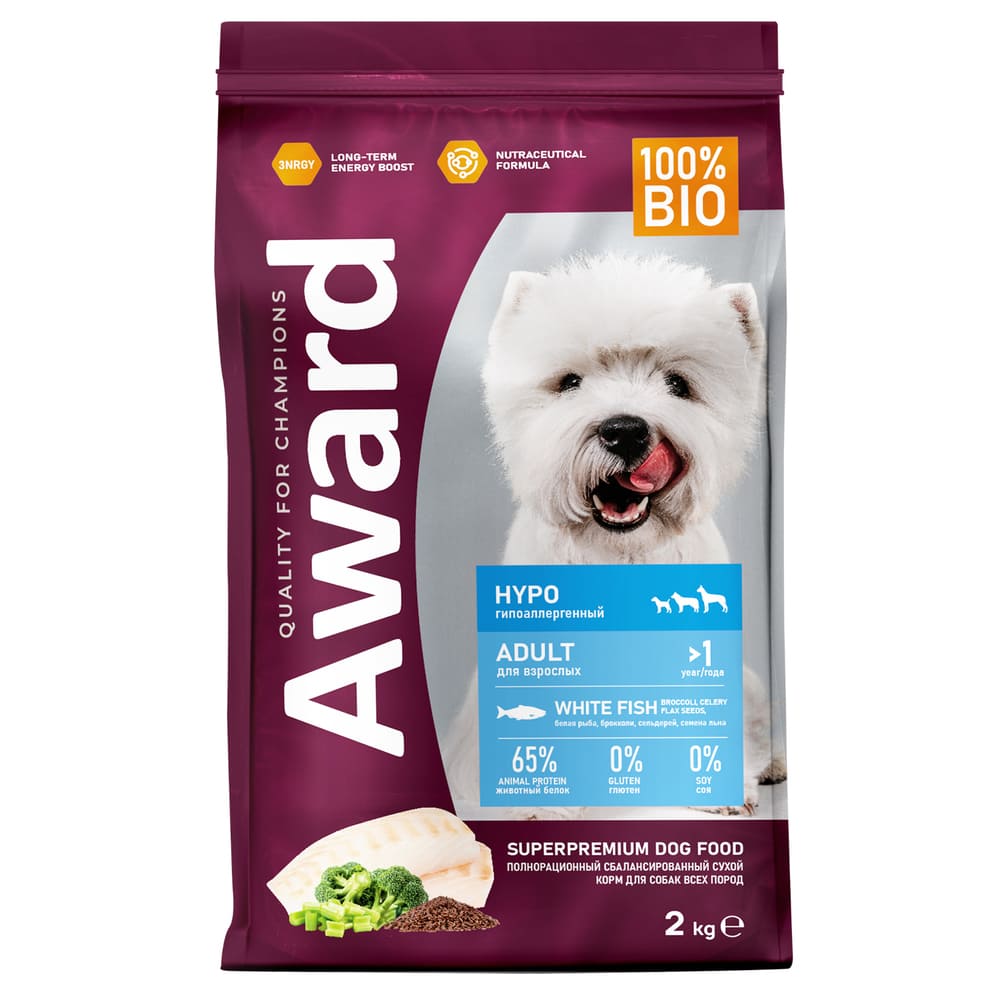 3NRGY
LONG-TERM
ENERGY BOOST
NUTRACEUTICAL
FORMULA
100%
BIO
QUALITY FOR CHAMPIONS
Award
HYPO
гипоаллергенный
ADULT
для взрослых
>1
year/года
WHITE FISH BROCCOLI, CELERY
FLAX SEEDS,
белая рыба, брокколи, сельдерей, семена льна
65%
ANIMAL PROTEIN
животный белок
0%
GLUTEN
глютен
0%
SOY
соя
SUPERPREMIUM DOG FOOD
ПОЛНОРАЦИОННЫЙ СБАЛАНСИРОВАННЫЙ СУХОЙ
КОРМ ДЛЯ СОБАК ВСЕХ ПОРОД
2 kg ℮